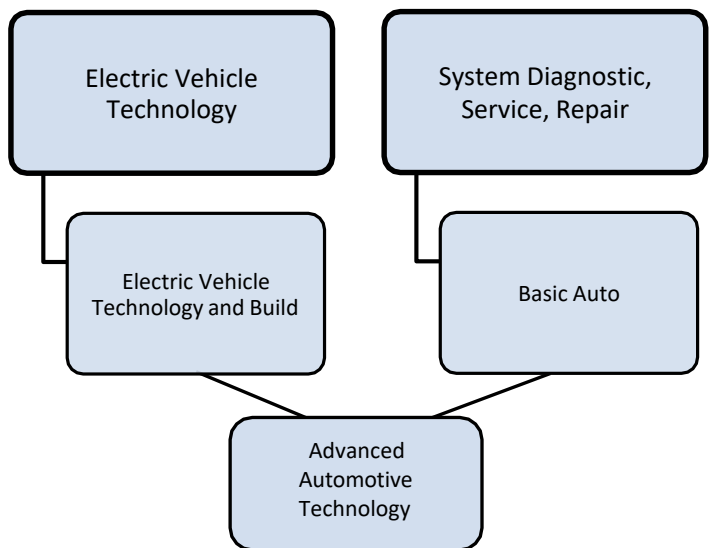 Electric Vehicle
Technology
System Diagnostic,
Service, Repair
Electric Vehicle
Technology and Build
Basic Auto
Advanced
Automotive
Technology